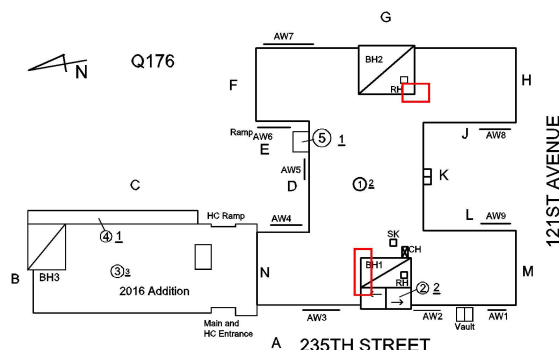 G
AW7
Q176
N
BH2
RH
F
H
Ramp
AW6
E
5 1
J
AW8
AW5
D
1 2
K
121ST AVENUE
C
HC Ramp
AW4
L
AW9
4 1
SK
CH
B
BH3
3 3
2016 Addition
N
BH1
RH
2 2
M
Main and
HC Entrance
AW3
AW2
Vault
AW1
A
235TH STREET